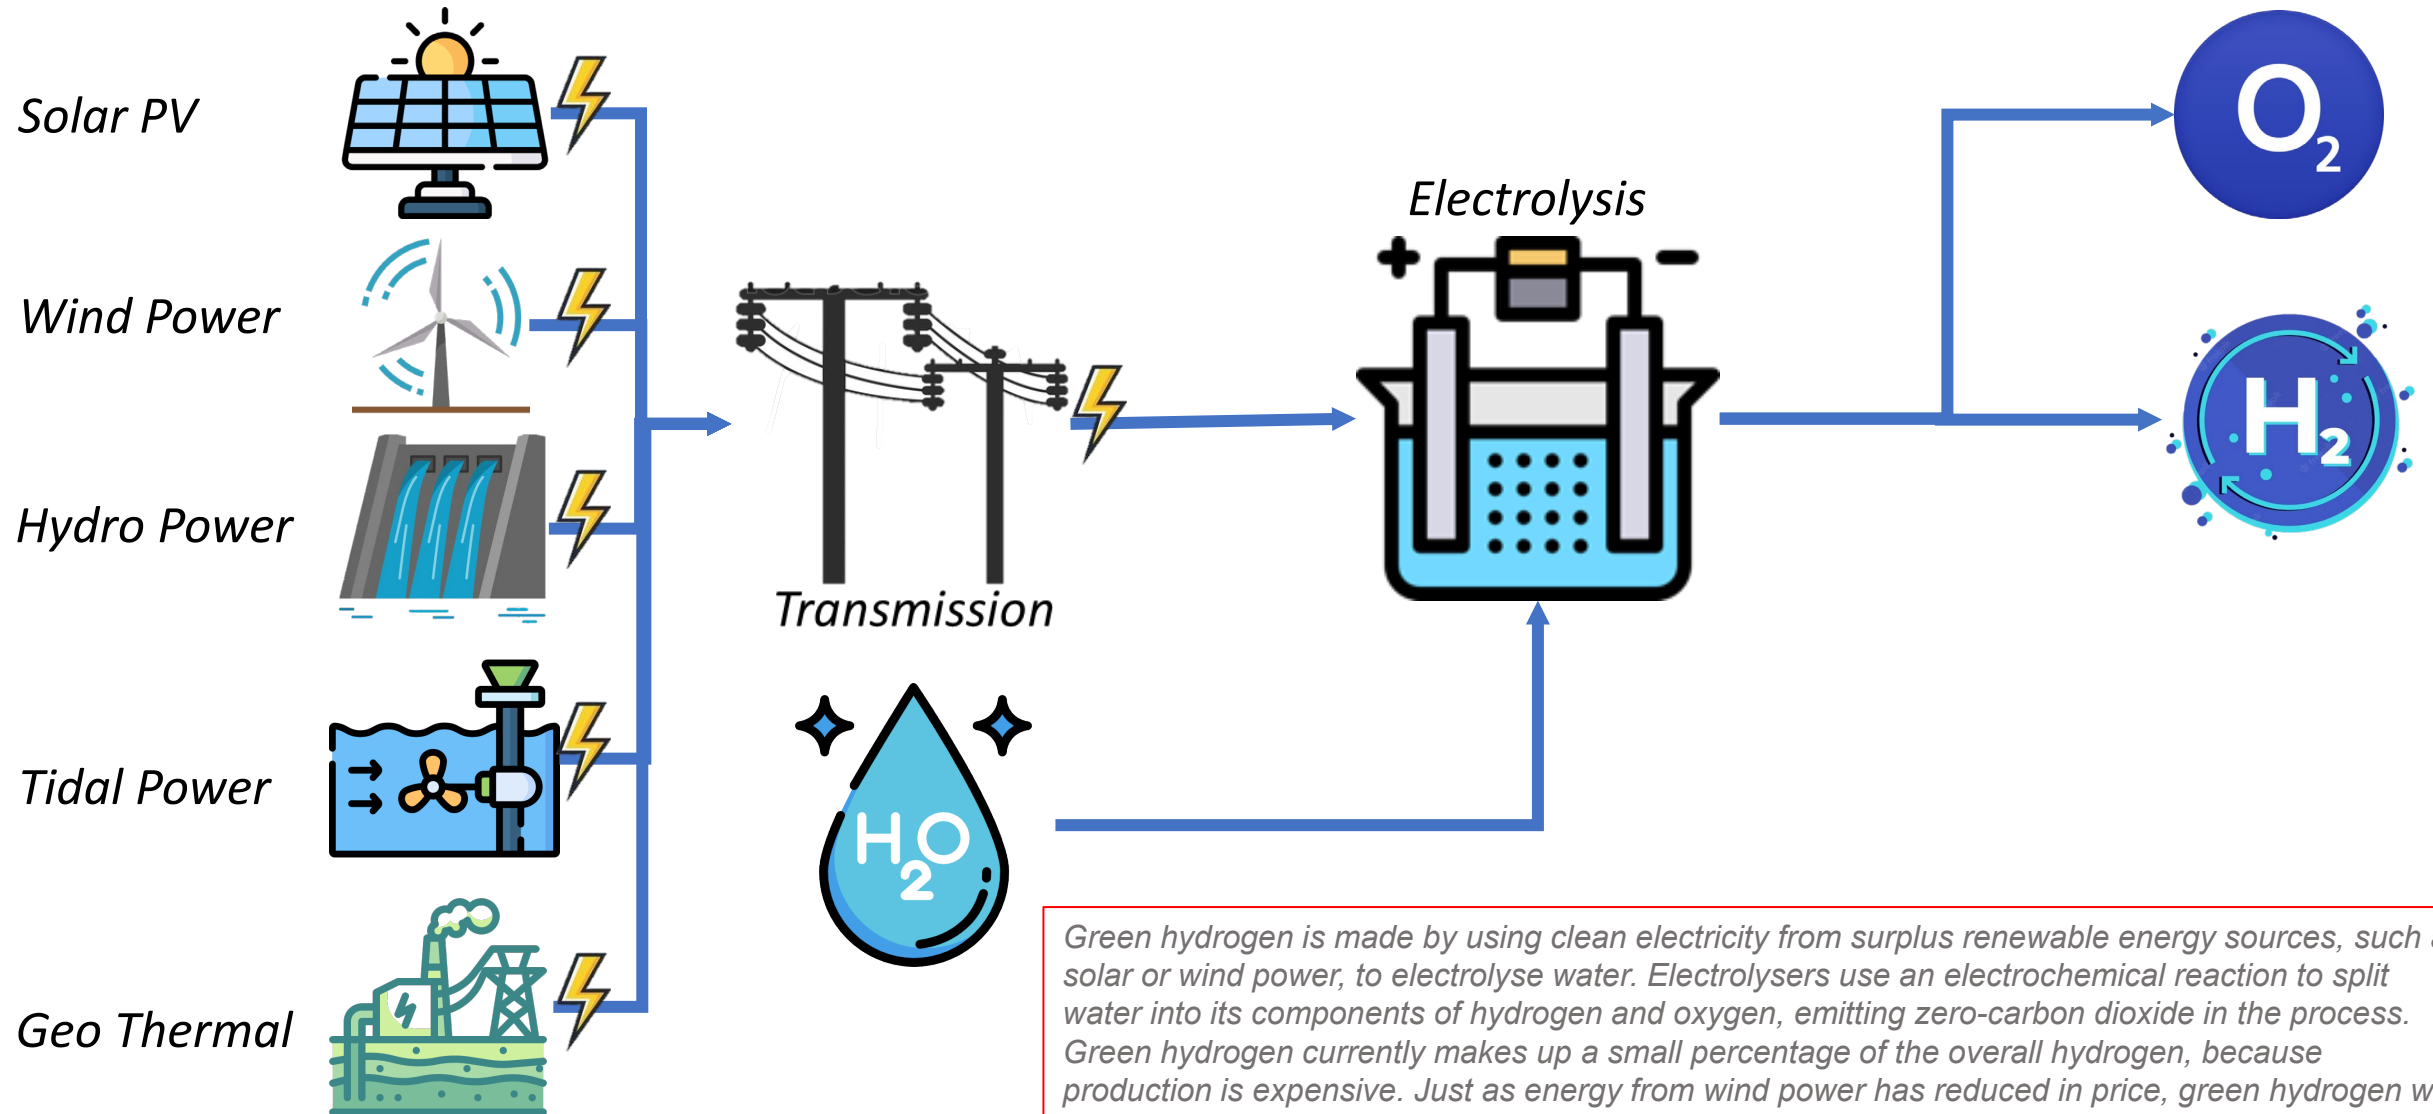 Solar PV
Wind Power
Hydro Power
Tidal Power
Geo Thermal
Transmission
H2O
Electrolysis
+ −
O2
H2
Green hydrogen is made by using clean electricity from surplus renewable energy sources, such
solar or wind power, to electrolyse water. Electrolysers use an electrochemical reaction to split
water into its components of hydrogen and oxygen, emitting zero-carbon dioxide in the process.
Green hydrogen currently makes up a small percentage of the overall hydrogen, because
production is expensive. Just as energy from wind power has reduced in price, green hydrogen